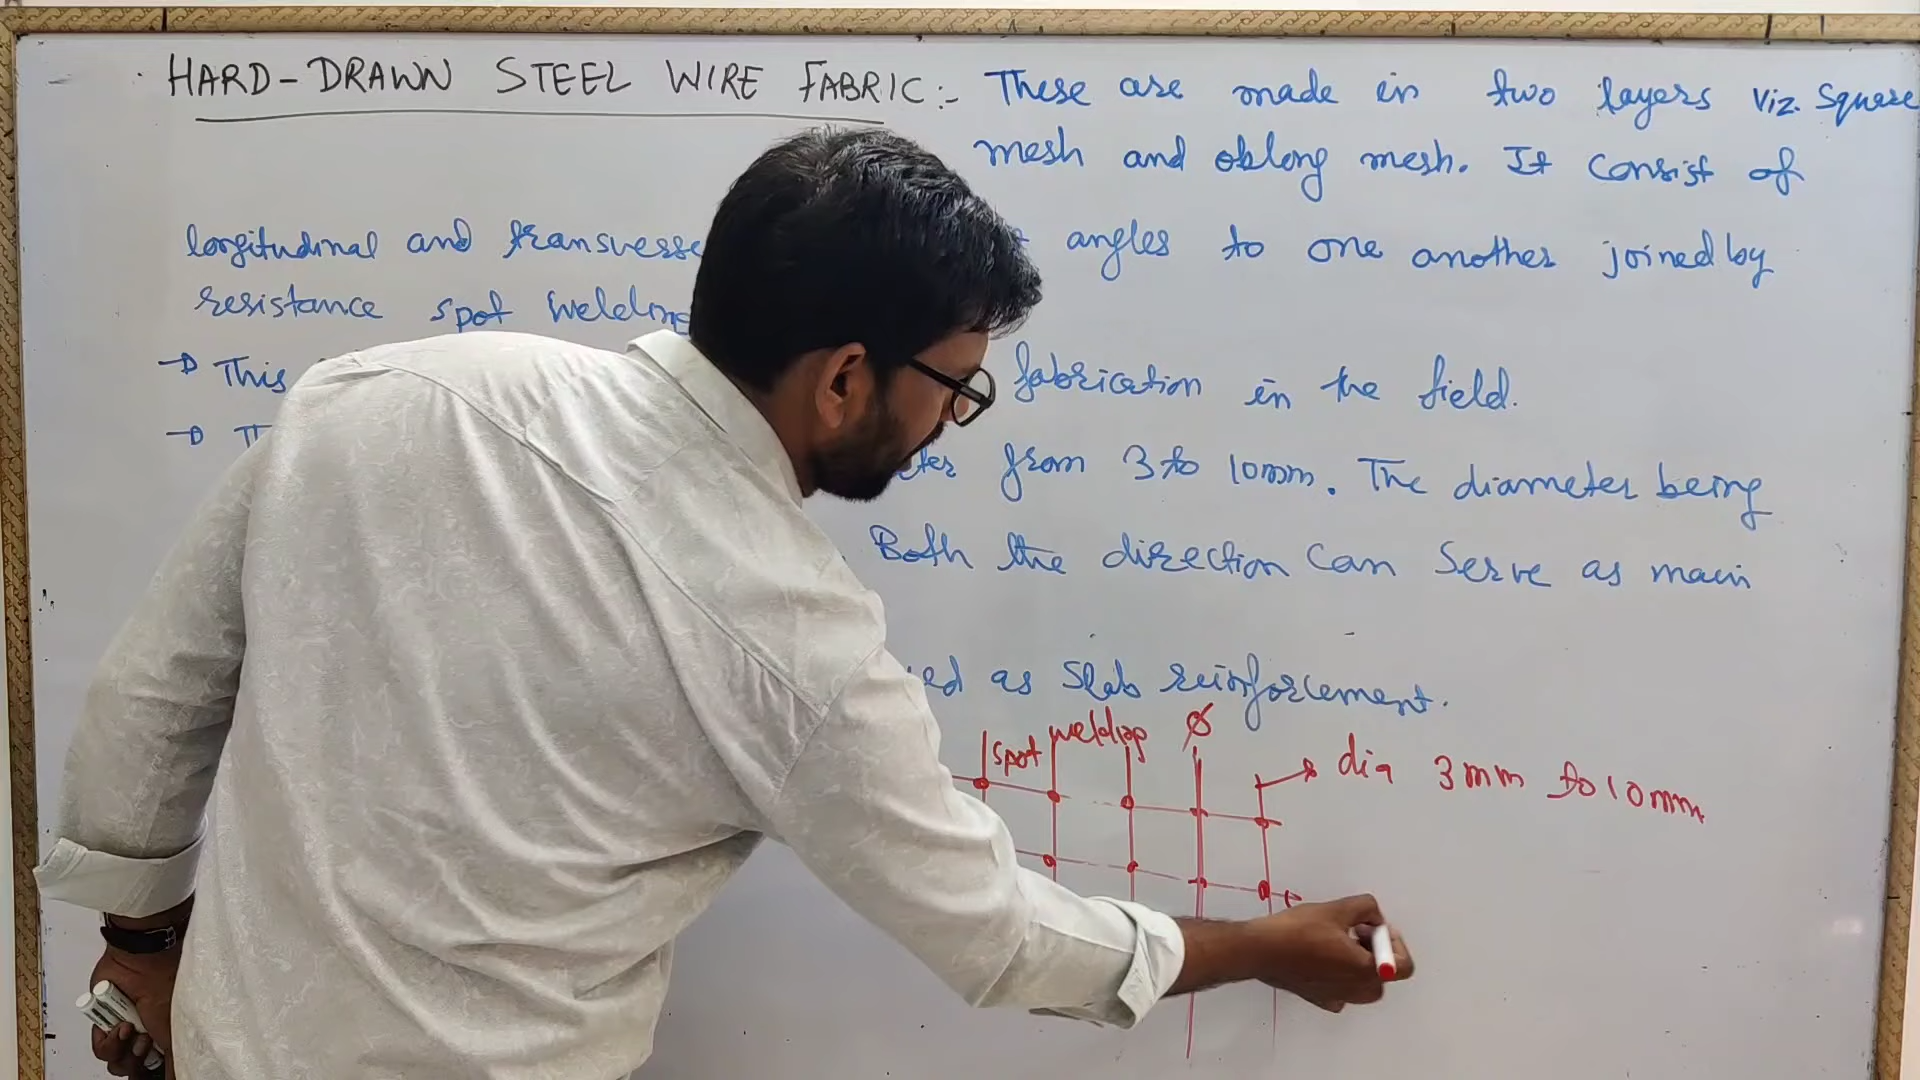 HARD-DRAWN STEEL WIRE FABRIC:- These are made in two layers viz. Square
mesh and oblong mesh. It consist of
longitudinal and transverse angles to one another joined by
resistance spot welding
→ This fabrication in the field.
→ from 3 to 10mm. The diameter being
Both the direction can serve as main
as slab reinforcement.
spot welding Ø
dia 3mm to 10mm